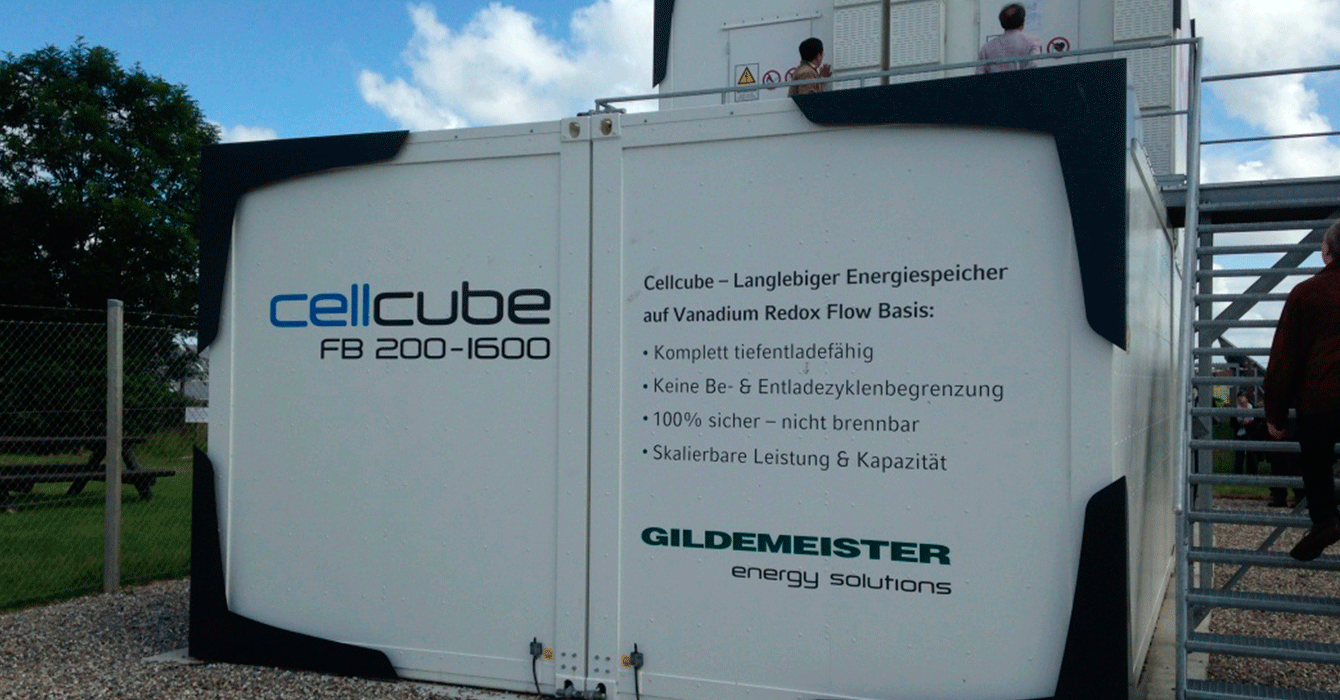 cellcube
FB 200-1600
Cellcube – Langlebiger Energiespeicher
auf Vanadium Redox Flow Basis:
• Komplett tiefentladefähig
• Keine Be- & Entladezyklenbegrenzung
• 100% sicher – nicht brennbar
• Skalierbare Leistung & Kapazität
GILDEMEISTER
energy solutions